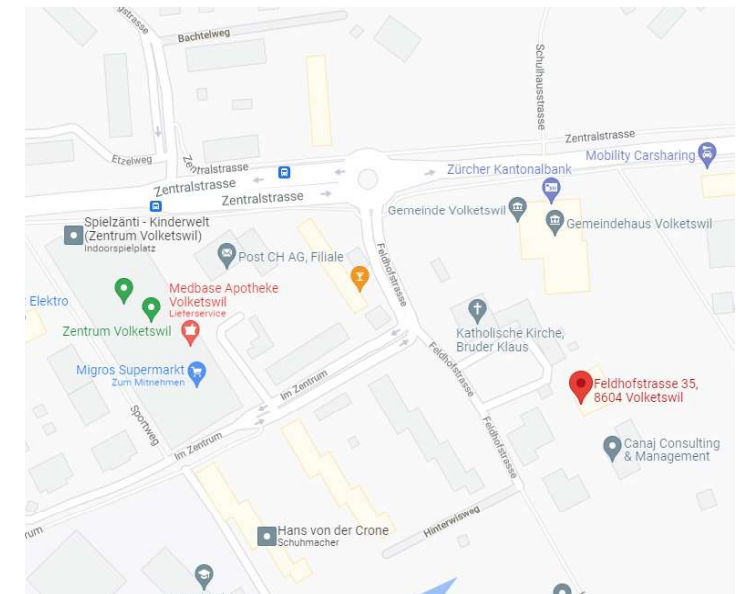 gstrasse
Bachtelweg
Schulhausstrasse
Zentralstrasse
Etzelweg
Zentralstrasse
Mobility Carsharing
Zürcher Kantonalbank
Zentralstrasse
Zentralstrasse
Gemeinde Volketswil
Spielzänti - Kinderwelt
(Zentrum Volketswil)
Indoorspielplatz
Gemeindehaus Volketswil
Post CH AG, Filiale
Feldhofstrasse
Medbase Apotheke
Volketswil
Lieferservice
Elektro
Zentrum Volketswil
Katholische Kirche,
Bruder Klaus
Feldhofstrasse
Migros Supermarkt
Zum Mitnehmen
Im Zentrum
Feldhofstrasse 35,
8604 Volketswil
Sportweg
Feldhofstrasse
Im Zentrum
Canaj Consulting
& Management
Hinterwisweg
Hans von der Crone
Schuhmacher
rum